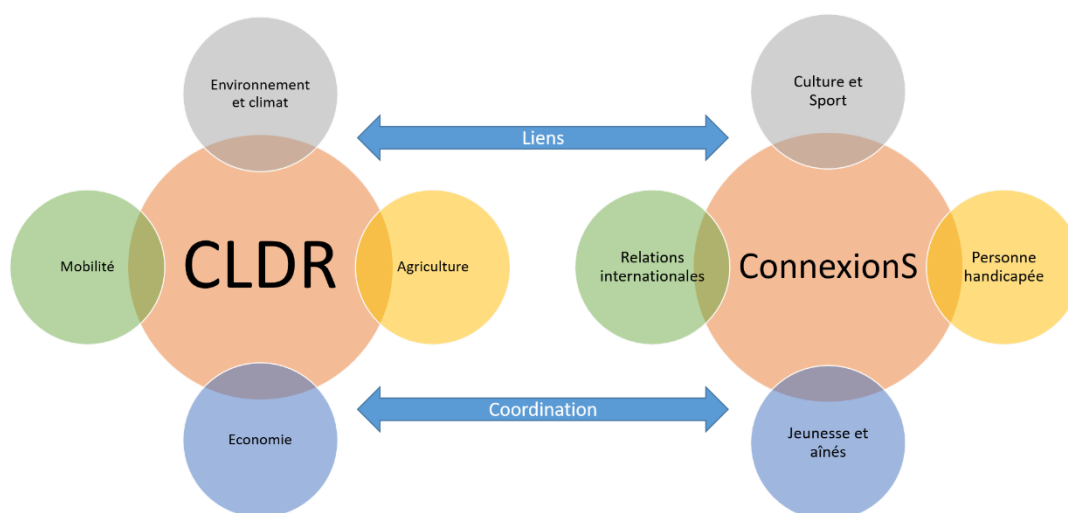 Environnement
et climat
Culture et
Sport
Liens
Mobilité
CLDR
Agriculture
Relations
internationales
ConnexionS
Personne
handicapée
Coordination
Economie
Jeunesse et
aînés